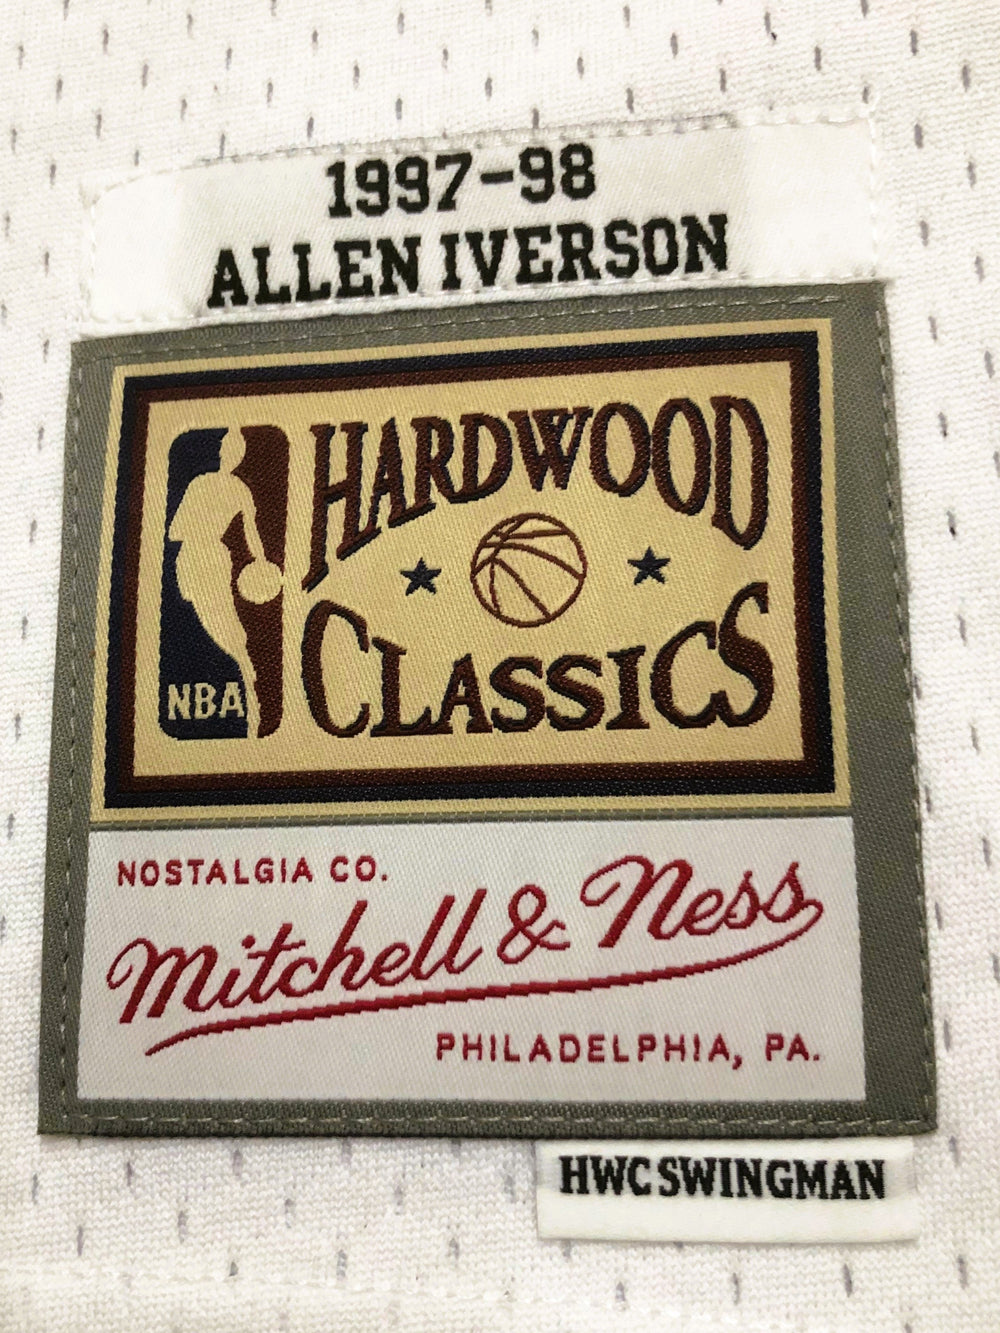 1997-98
ALLEN IVERSON
HARDWOOD
CLASSICS
NBA
NOSTALGIA CO.
Mitchell & Ness
PHILADELPHIA, PA.
HWC SWINGMAN